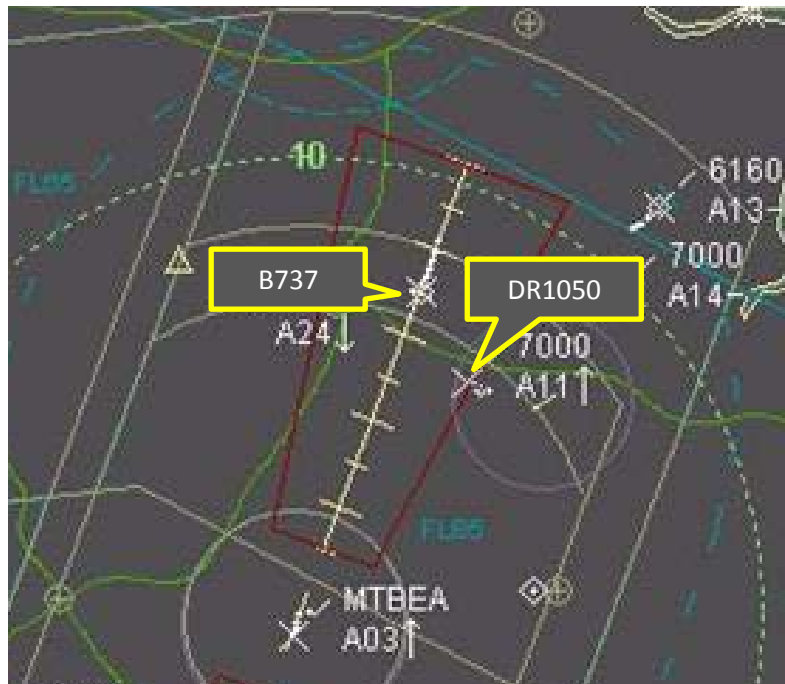 10
6160
A13
FL85
7000
B737
DR1050
A14
A24↓
7000
A11↑
FL85
MTBEA
A03↑